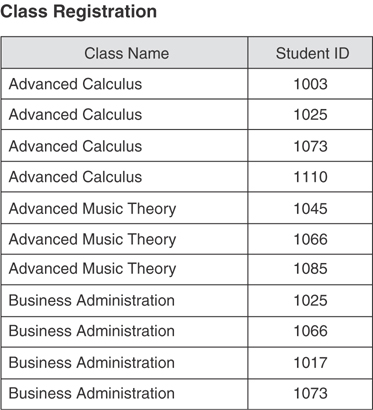 Class Registration
Class Name Student ID
Advanced Calculus 1003
Advanced Calculus 1025
Advanced Calculus 1073
Advanced Calculus 1110
Advanced Music Theory 1045
Advanced Music Theory 1066
Advanced Music Theory 1085
Business Administration 1025
Business Administration 1066
Business Administration 1017
Business Administration 1073